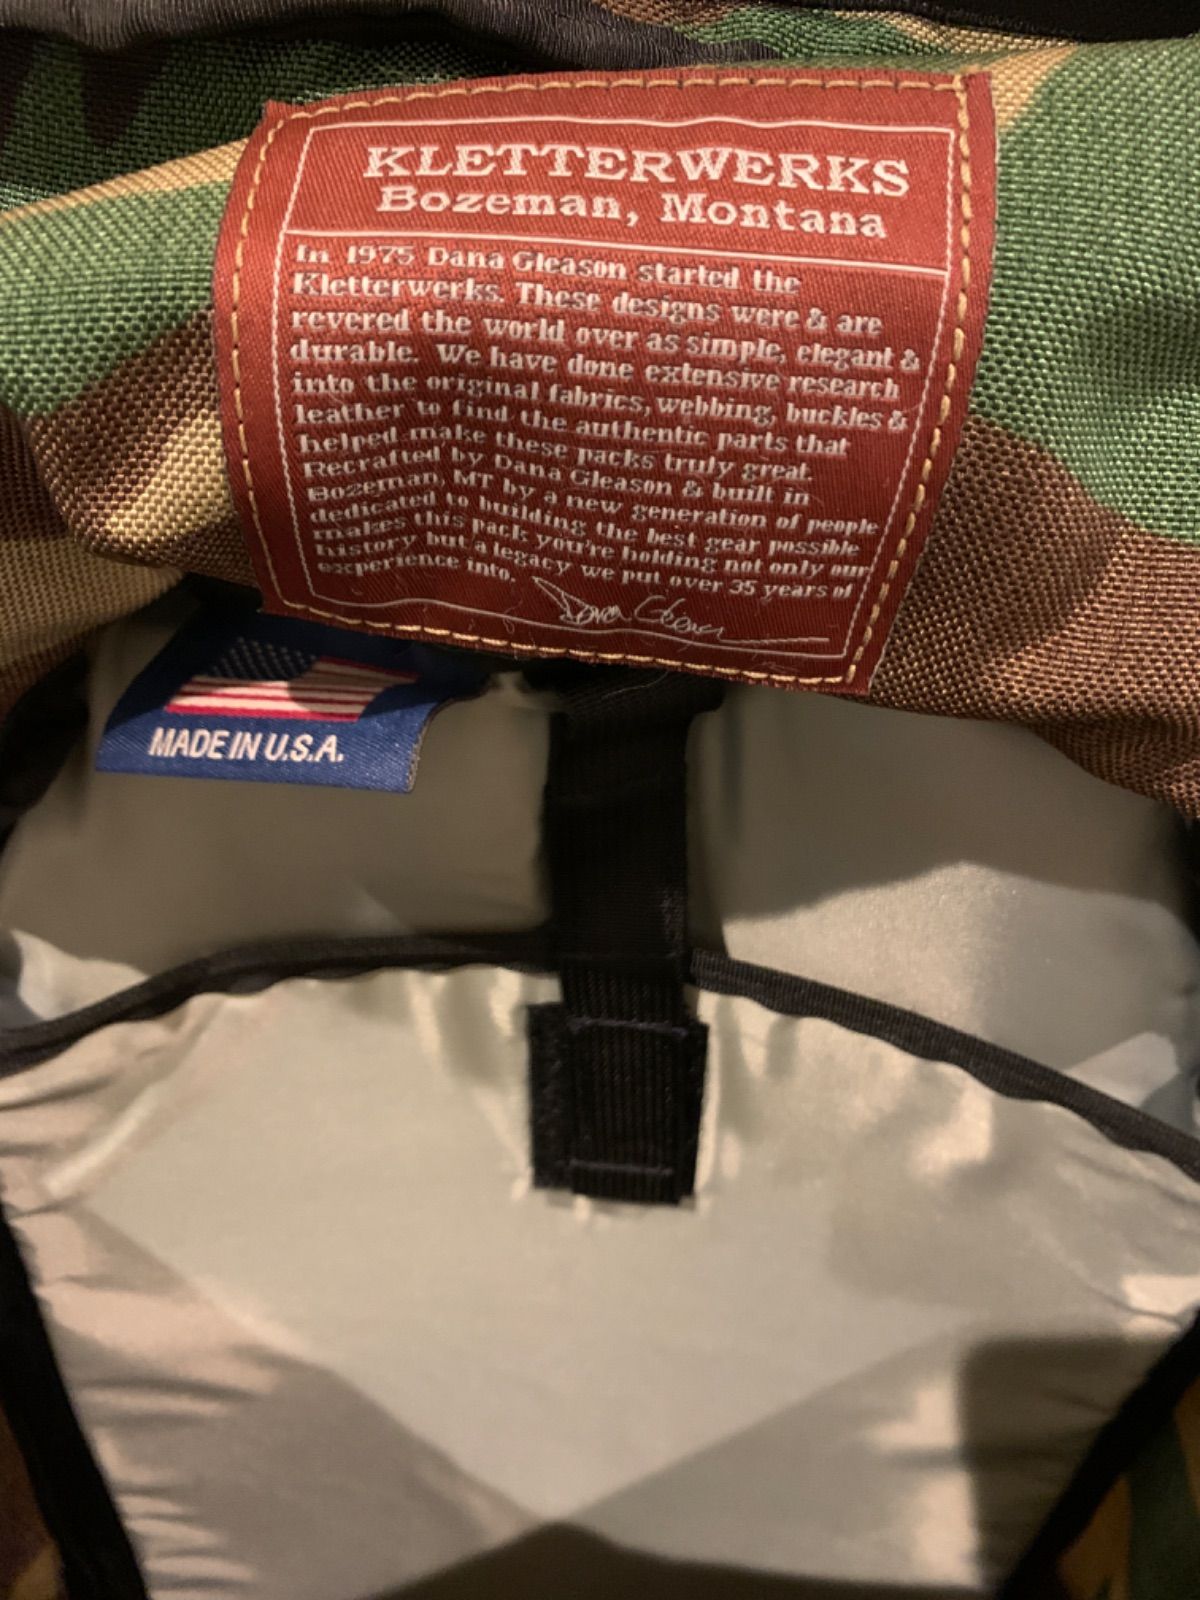 KLETTERWERKS
Bozeman, Montana
In 1975 Dana Gleason started the
Kletterwerks. These designs were & are
revered the world over as simple, elegant &
durable. We have done extensive research
into the original fabrics, webbing, buckles &
leather to find the authentic parts that
helped make these packs truly great.
Recrafted by Dana Gleason & built in
Bozeman, MT by a new generation of people
dedicated to building the best gear possible
makes this pack you're holding not only our
history but a legacy we put over 35 years of
experience into.
Dana Gleason
MADE IN U.S.A.